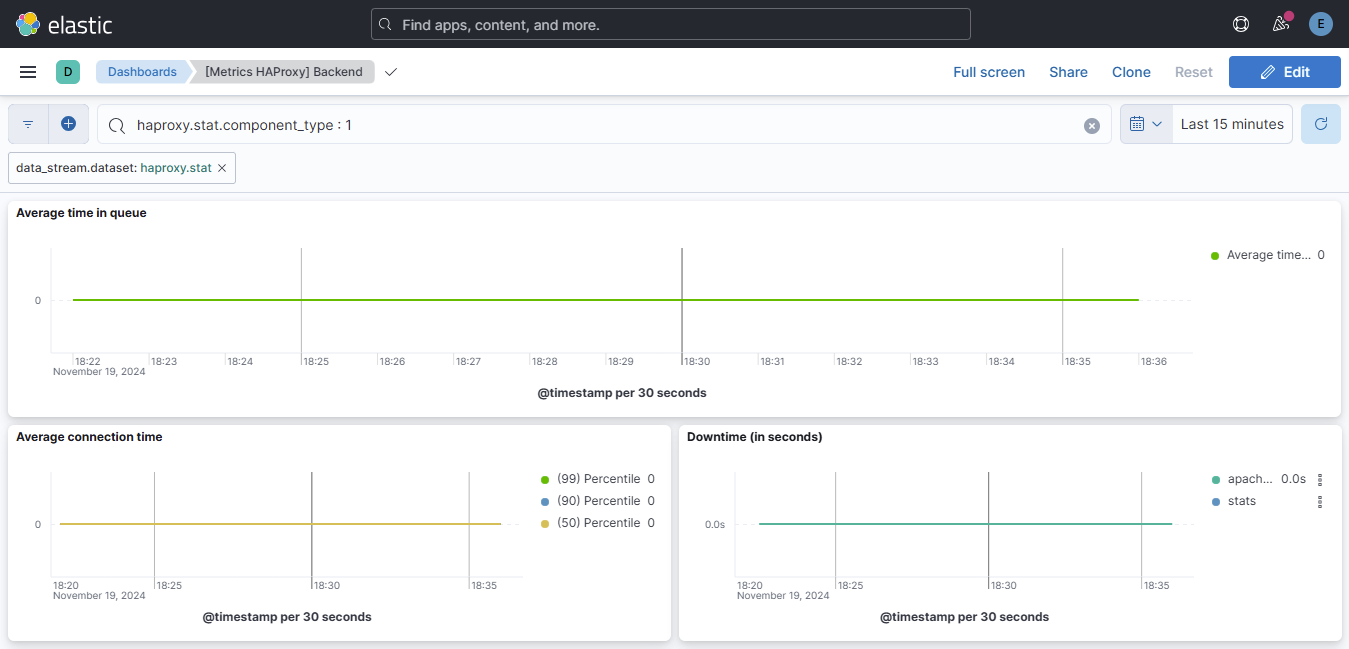 elastic
Find apps, content, and more.
E
D
Dashboards
[Metrics HAProxy] Backend
Full screen
Share
Clone
Reset
Edit
haproxy.stat.component_type : 1
Last 15 minutes
data_stream.dataset: haproxy.stat
Average time in queue
Average time... 0
0
18:22 18:23 18:24 18:25 18:26 18:27 18:28 18:29 18:30 18:31 18:32 18:33 18:34 18:35 18:36
November 19, 2024
@timestamp per 30 seconds
Average connection time
(99) Percentile 0
(90) Percentile 0
(50) Percentile 0
0
18:20 18:25 18:30 18:35
November 19, 2024
@timestamp per 30 seconds
Downtime (in seconds)
apach... 0.0s
stats
0.0s
18:20 18:25 18:30 18:35
November 19, 2024
@timestamp per 30 seconds